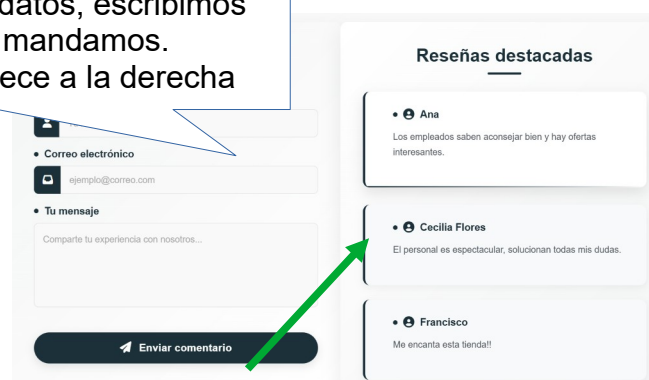 datos, escribimos
mandamos.
ece a la derecha
Correo electrónico
ejemplo@correo.com
Tu mensaje
Comparte tu experiencia con nosotros...
Enviar comentario
Reseñas destacadas
Ana
Los empleados saben aconsejar bien y hay ofertas
interesantes.
Cecilia Flores
El personal es espectacular, solucionan todas mis dudas.
Francisco
Me encanta esta tienda!!